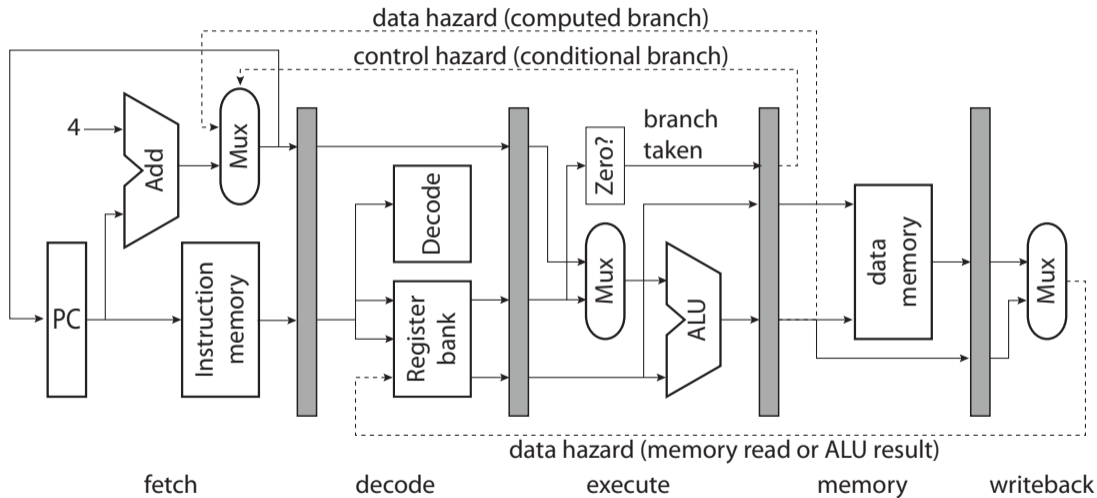 data hazard (computed branch)
control hazard (conditional branch)
4
Add
Mux
branch
taken
Zero?
Decode
PC
Instruction
memory
Register
bank
Mux
ALU
data
memory
Mux
data hazard (memory read or ALU result)
fetch
decode
execute
memory
writeback